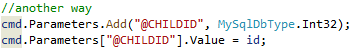 //another way
cmd.Parameters.Add("@CHILDID", MySqlDbType.Int32);
cmd.Parameters["@CHILDID"].Value = id;